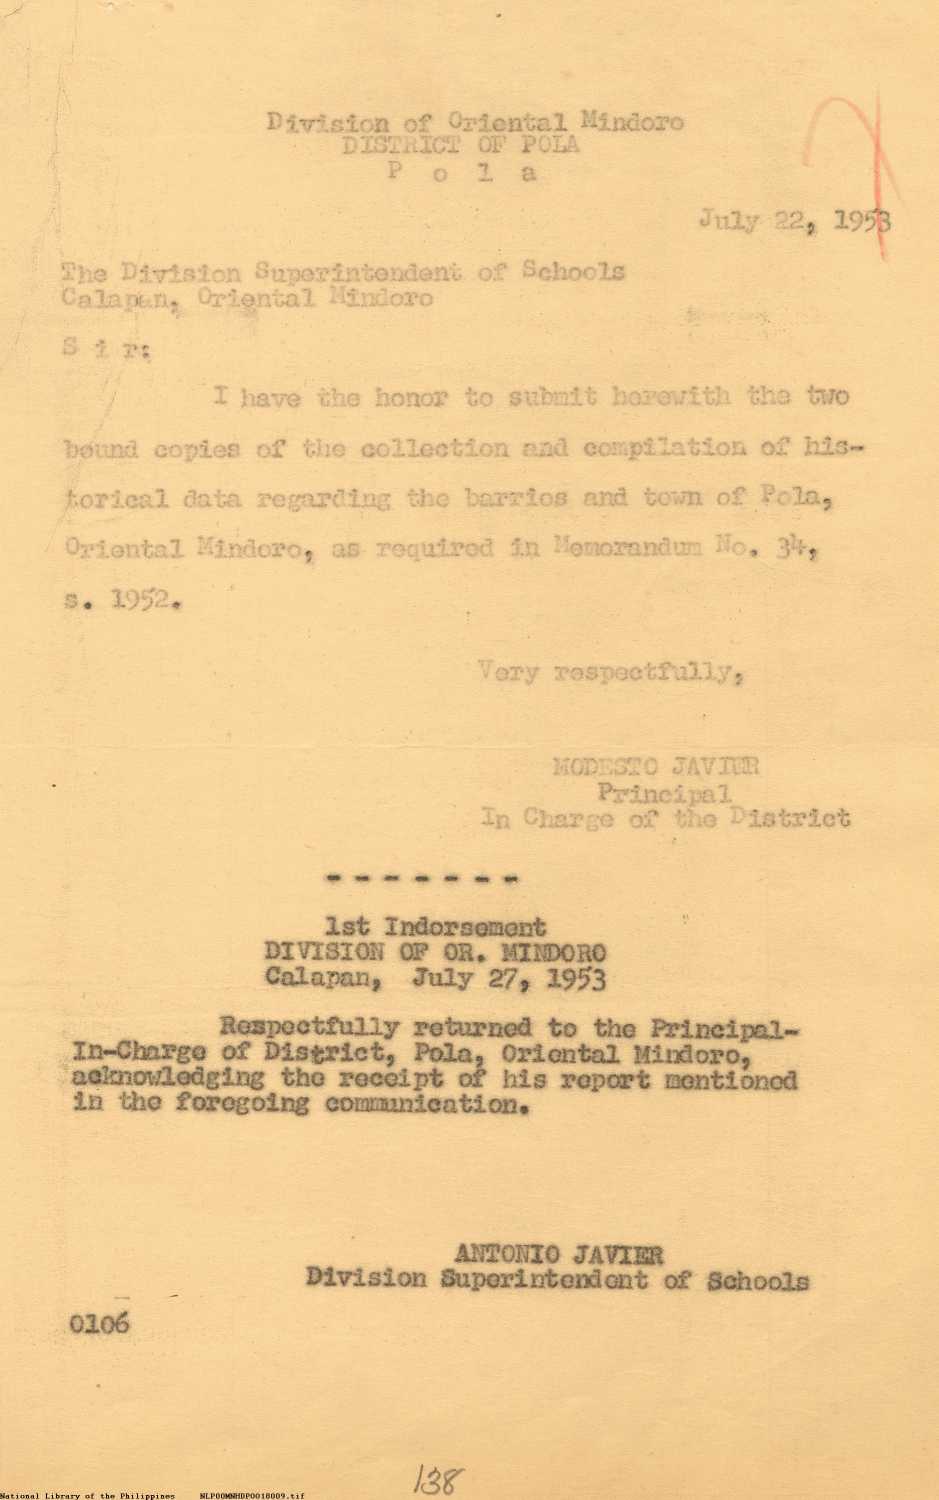 Division of Oriental Mindoro
DISTRICT OF POLA
P o l a
July 22, 1953
The Division Superintendent of Schools
Calapan, Oriental Mindoro
S i r:
I have the honor to submit herewith the two
bound copies of the collection and compilation of his-
torical data regarding the barrios and town of Pola,
Oriental Mindoro, as required in Memorandum No. 34,
s. 1952.
Very respectfully,
MODESTO JAVIER
Principal
In Charge of the District
- - - - - - -
1st Indorsement
DIVISION OF OR. MINDORO
Calapan, July 27, 1953
Respectfully returned to the Principal-
In-Charge of District, Pola, Oriental Mindoro,
acknowledging the receipt of his report mentioned
in the foregoing communication.
ANTONIO JAVIER
Division Superintendent of Schools
0106
138
National Library of the Philippines NLP00MNHDP0018009.tif